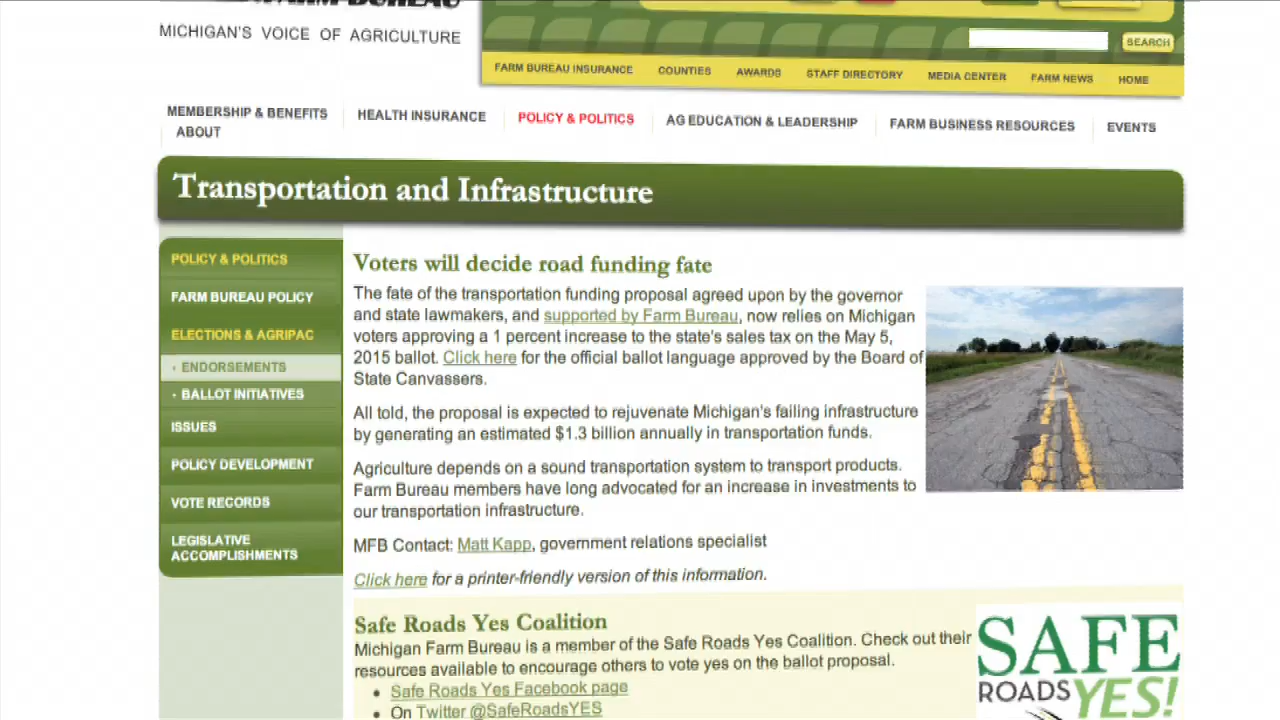 FARM BUREAU
MICHIGAN'S VOICE OF AGRICULTURE
SEARCH
FARM BUREAU INSURANCE COUNTIES AWARDS STAFF DIRECTORY MEDIA CENTER FARM NEWS HOME
MEMBERSHIP & BENEFITS HEALTH INSURANCE POLICY & POLITICS AG EDUCATION & LEADERSHIP FARM BUSINESS RESOURCES EVENTS
ABOUT
Transportation and Infrastructure
POLICY & POLITICS
FARM BUREAU POLICY
ELECTIONS & AGRIPAC
• ENDORSEMENTS
• BALLOT INITIATIVES
ISSUES
POLICY DEVELOPMENT
VOTE RECORDS
LEGISLATIVE
ACCOMPLISHMENTS
Voters will decide road funding fate
The fate of the transportation funding proposal agreed upon by the governor
and state lawmakers, and supported by Farm Bureau, now relies on Michigan
voters approving a 1 percent increase to the state's sales tax on the May 5,
2015 ballot. Click here for the official ballot language approved by the Board of
State Canvassers.
All told, the proposal is expected to rejuvenate Michigan's failing infrastructure
by generating an estimated $1.3 billion annually in transportation funds.
Agriculture depends on a sound transportation system to transport products.
Farm Bureau members have long advocated for an increase in investments to
our transportation infrastructure.
MFB Contact: Matt Kapp, government relations specialist
Click here for a printer-friendly version of this information.
Safe Roads Yes Coalition
Michigan Farm Bureau is a member of the Safe Roads Yes Coalition. Check out their
resources available to encourage others to vote yes on the ballot proposal.
• Safe Roads Yes Facebook page
• On Twitter @SafeRoadsYES
SAFE
ROADS YES!